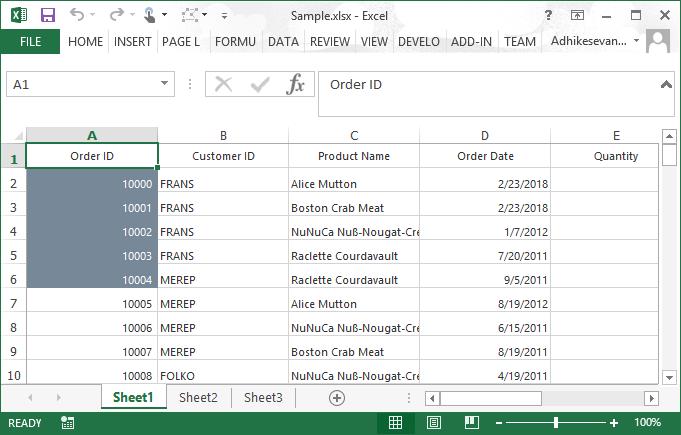 Sample.xlsx - Excel
FILE HOME INSERT PAGE L FORMU DATA REVIEW VIEW DEVELO ADD-IN TEAM Adhikesevan...
A1 fx Order ID
A B C D E
1 Order ID Customer ID Product Name Order Date Quantity
2 10000 FRANS Alice Mutton 2/23/2018
3 10001 FRANS Boston Crab Meat 2/23/2018
4 10002 FRANS NuNuCa Nuß-Nougat-Cre 1/7/2012
5 10003 FRANS Raclette Courdavault 7/20/2011
6 10004 MEREP Raclette Courdavault 9/5/2011
7 10005 MEREP Alice Mutton 8/19/2012
8 10006 MEREP NuNuCa Nuß-Nougat-Cre 6/15/2011
9 10007 MEREP Boston Crab Meat 8/19/2011
10 10008 FOLKO NuNuCa Nuß-Nougat-Cre 4/19/2011
Sheet1 Sheet2 Sheet3
READY 100%